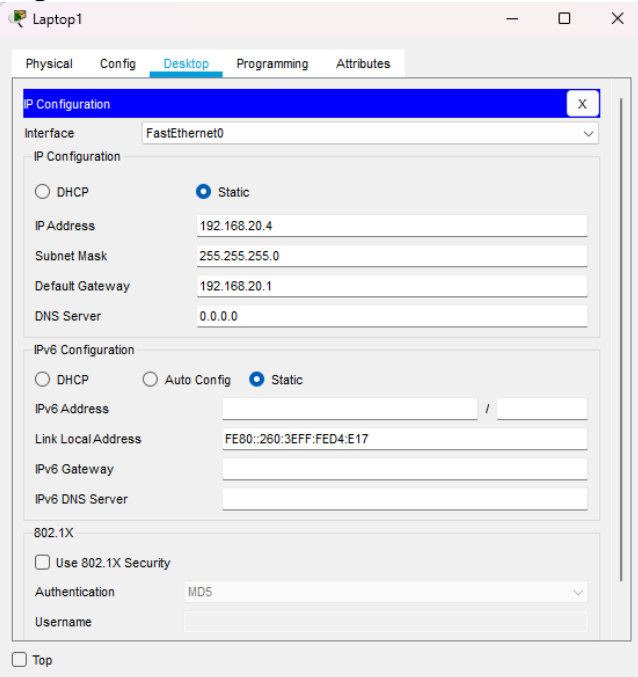 Laptop1
Physical Config Desktop Programming Attributes
IP Configuration X
Interface FastEthernet0
IP Configuration
DHCP Static
IP Address 192.168.20.4
Subnet Mask 255.255.255.0
Default Gateway 192.168.20.1
DNS Server 0.0.0.0
IPv6 Configuration
DHCP Auto Config Static
IPv6 Address /
Link Local Address FE80::260:3EFF:FED4:E17
IPv6 Gateway
IPv6 DNS Server
802.1X
Use 802.1X Security
Authentication MD5
Username
Top